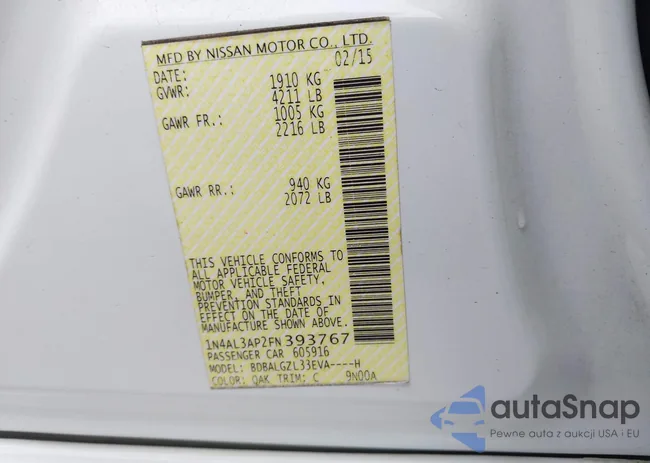 MFD BY NISSAN MOTOR CO., LTD.
DATE: 02/15
GVWR: 1910 KG
4211 LB
GAWR FR.: 1005 KG
2216 LB
GAWR RR.: 940 KG
2072 LB
THIS VEHICLE CONFORMS TO
ALL APPLICABLE FEDERAL
MOTOR VEHICLE SAFETY,
BUMPER, AND THEFT
PREVENTION STANDARDS IN
EFFECT ON THE DATE OF
MANUFACTURE SHOWN ABOVE.
1N4AL3AP2FN393767
PASSENGER CAR 605916
MODEL: BDBALGZL33EVA----H
COLOR: QAK TRIM: C 9N00A
autaSnap
Pewne auta z aukcji USA i EU